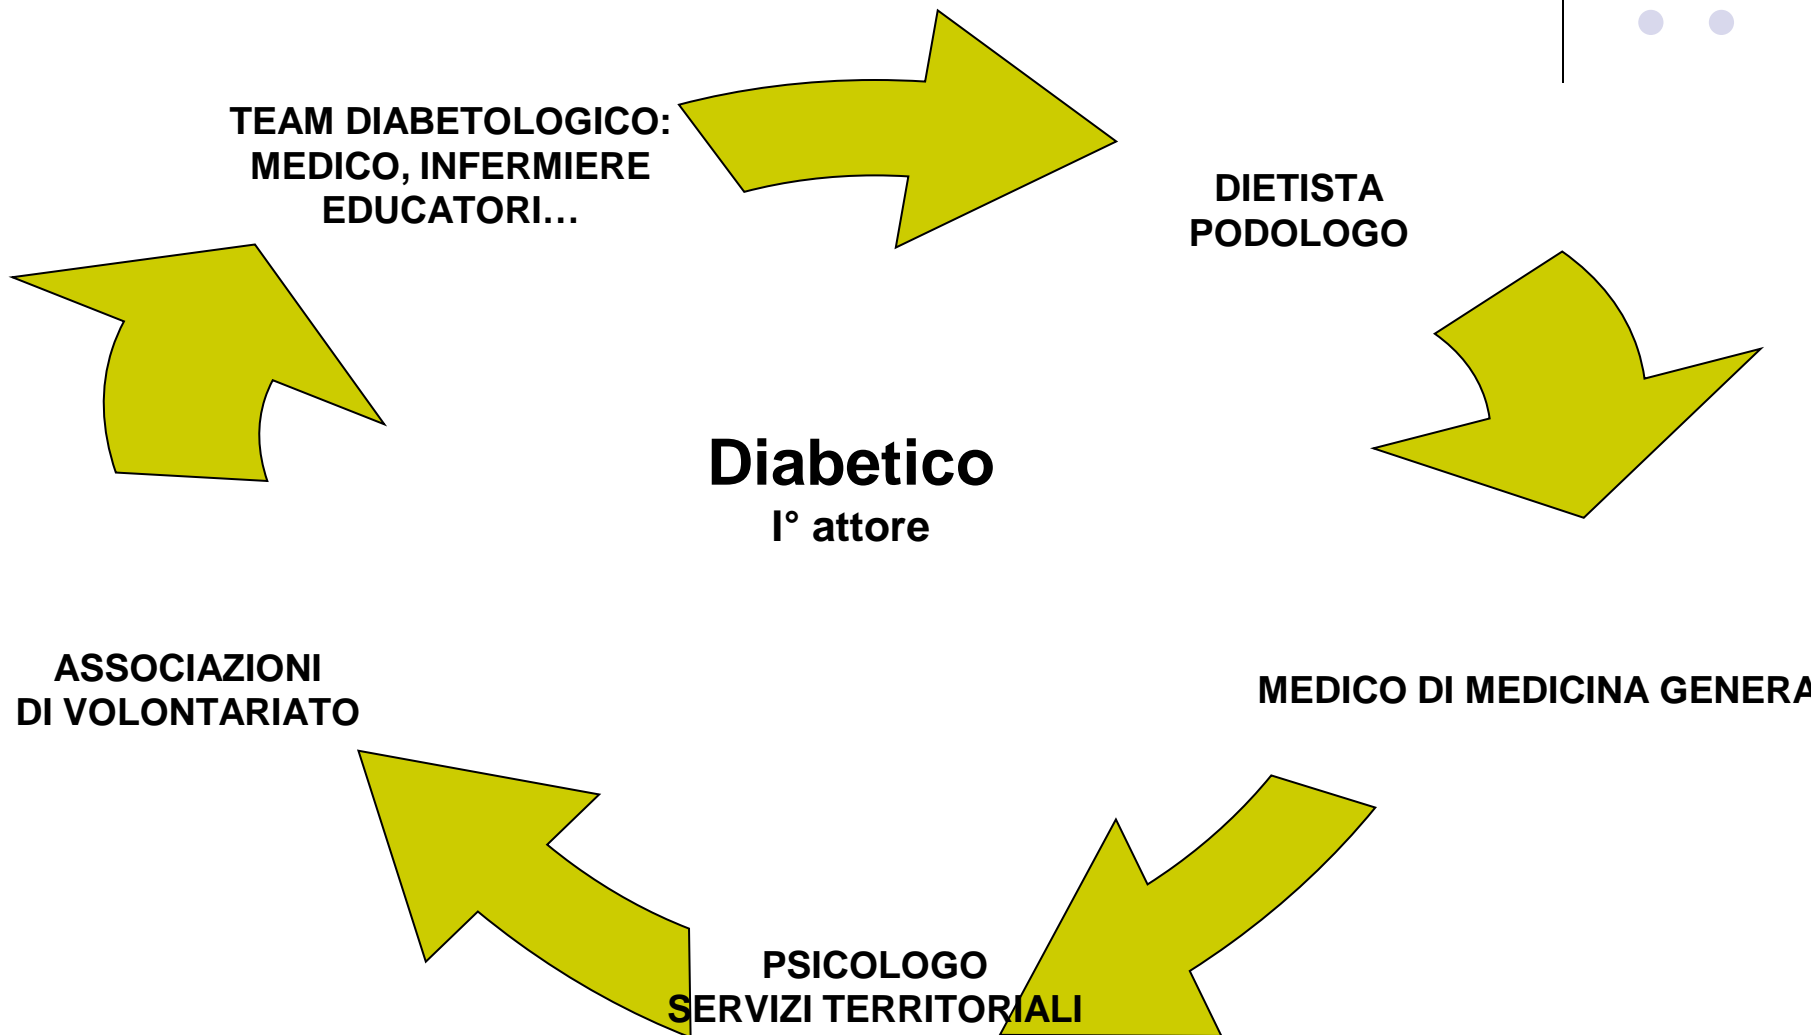 TEAM DIABETOLOGICO:
MEDICO, INFERMIERE
EDUCATORI…
DIETISTA
PODOLOGO
Diabetico
I° attore
ASSOCIAZIONI
DI VOLONTARIATO
MEDICO DI MEDICINA GENERA
PSICOLOGO
SERVIZI TERRITORIALI